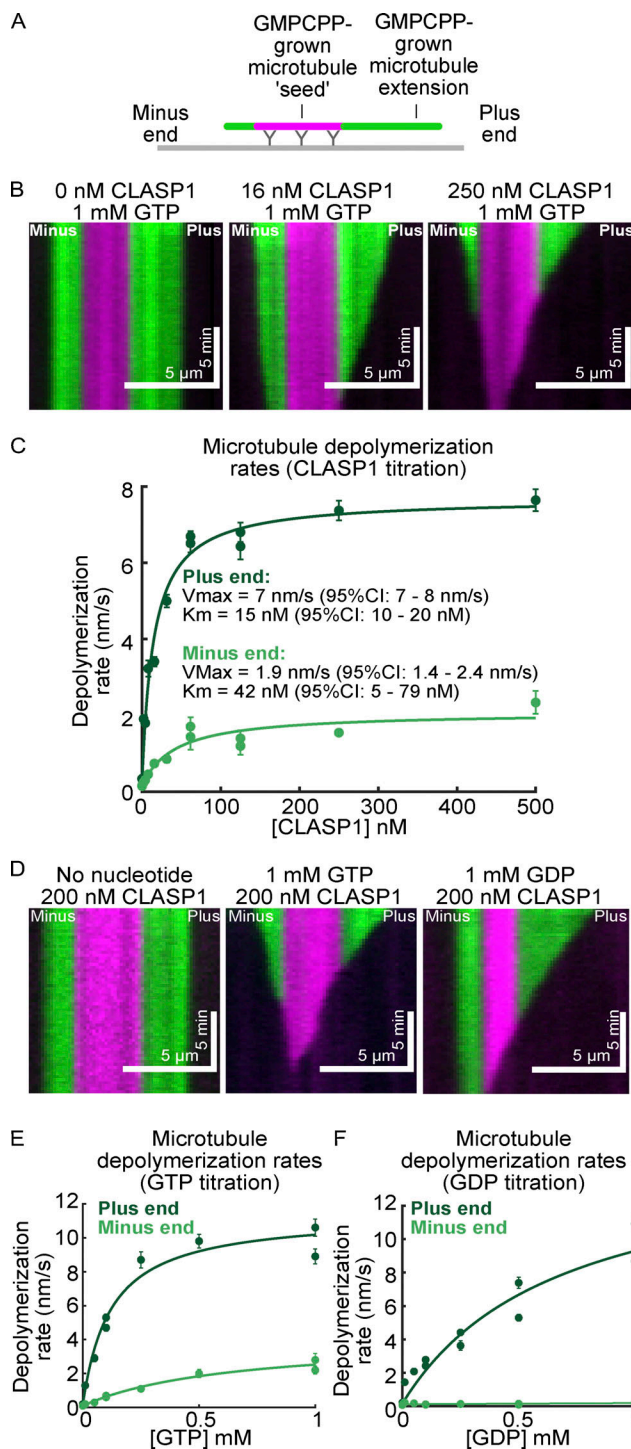 A
GMPCPP-
grown
microtubule
'seed'
GMPCPP-
grown
microtubule
extension
Minus
end
Plus
end
B
0 nM CLASP1
1 mM GTP
16 nM CLASP1
1 mM GTP
250 nM CLASP1
1 mM GTP
Minus
Plus
Minus
Plus
Minus
Plus
5 µm
5 min
5 µm
5 min
5 µm
5 min
C
Microtubule depolymerization
rates (CLASP1 titration)
Depolymerization
rate (nm/s)
8
6
4
2
0
Plus end:
Vmax = 7 nm/s (95%CI: 7 - 8 nm/s)
Km = 15 nM (95%CI: 10 - 20 nM)
Minus end:
VMax = 1.9 nm/s (95%CI: 1.4 - 2.4 nm/s)
Km = 42 nM (95%CI: 5 - 79 nM)
0 100 200 300 400 500
[CLASP1] nM
D
No nucleotide
200 nM CLASP1
1 mM GTP
200 nM CLASP1
1 mM GDP
200 nM CLASP1
Minus
Plus
Minus
Plus
Minus
Plus
5 µm
5 min
5 µm
5 min
5 µm
5 min
E
Microtubule
depolymerization rates
(GTP titration)
Depolymerization
rate (nm/s)
12
10
8
6
4
2
0
Plus end
Minus end
0 0.5 1
[GTP] mM
F
Microtubule
depolymerization rates
(GDP titration)
Depolymerization
rate (nm/s)
12
10
8
6
4
2
0
Plus end
Minus end
0 0.5
[GDP] mM